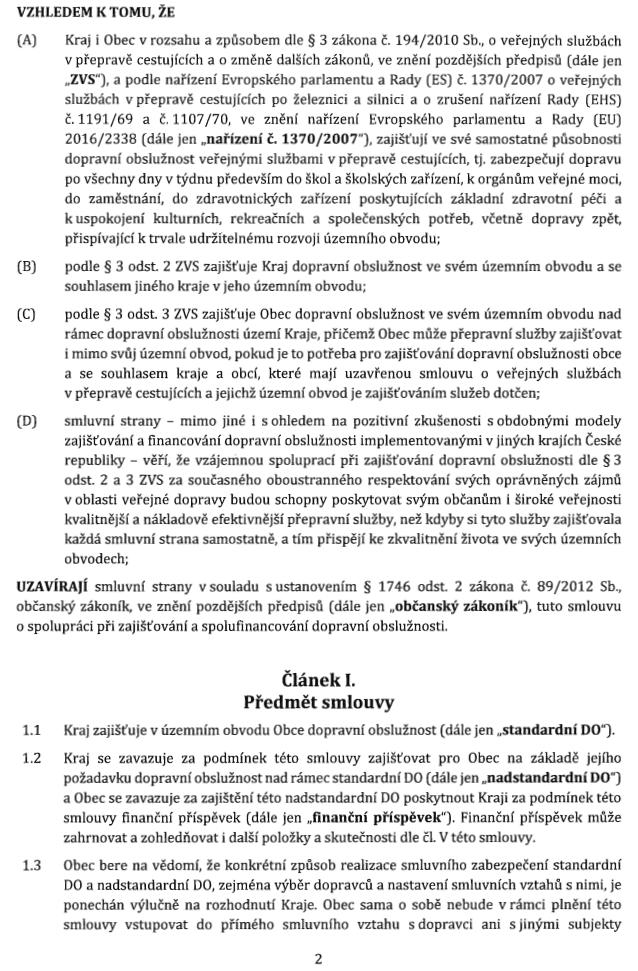 VZHLEDEM K TOMU, ŽE
(A) Kraj i Obec v rozsahu a způsobem dle § 3 zákona č. 194/2010 Sb., o veřejných službách
v přepravě cestujících a o změně dalších zákonů, ve znění pozdějších předpisů (dále jen
„ZVS“), a podle nařízení Evropského parlamentu a Rady (ES) č. 1370/2007 o veřejných
službách v přepravě cestujících po železnici a silnici a o zrušení nařízení Rady (EHS)
č. 1191/69 a č. 1107/70, ve znění nařízení Evropského parlamentu a Rady (EU)
2016/2338 (dále jen „nařízení č. 1370/2007“), zajišťují ve své samostatné působnosti
dopravní obslužnost veřejnými službami v přepravě cestujících, tj. zabezpečují dopravu
po všechny dny v týdnu především do škol a školských zařízení, k orgánům veřejné moci,
do zaměstnání, do zdravotnických zařízení poskytujících základní zdravotní péči a
k uspokojení kulturních, rekreačních a společenských potřeb, včetně dopravy zpět,
přispívající k trvale udržitelnému rozvoji územního obvodu;
(B) podle § 3 odst. 2 ZVS zajišťuje Kraj dopravní obslužnost ve svém územním obvodu a se
souhlasem jiného kraje v jeho územním obvodu;
(C) podle § 3 odst. 3 ZVS zajišťuje Obec dopravní obslužnost ve svém územním obvodu nad
rámec dopravní obslužnosti území Kraje, přičemž Obec může přepravní služby zajišťovat
i mimo svůj územní obvod, pokud je to potřeba pro zajišťování dopravní obslužnosti obce
a se souhlasem kraje a obcí, které mají uzavřenou smlouvu o veřejných službách
v přepravě cestujících a jejichž územní obvod je zajišťováním služeb dotčen;
(D) smluvní strany – mimo jiné i s ohledem na pozitivní zkušenosti s obdobnými modely
zajišťování a financování dopravní obslužnosti implementovanými v jiných krajích České
republiky – věří, že vzájemnou spoluprací při zajišťování dopravní obslužnosti dle § 3
odst. 2 a 3 ZVS za současného oboustranného respektování svých oprávněných zájmů
v oblasti veřejné dopravy budou schopny poskytovat svým občanům i široké veřejnosti
kvalitnější a nákladově efektivnější přepravní služby, než kdyby si tyto služby zajišťovala
každá smluvní strana samostatně, a tím přispějí ke zkvalitnění života ve svých územních
obvodech;
UZAVÍRAJÍ smluvní strany v souladu s ustanovením § 1746 odst. 2 zákona č. 89/2012 Sb.,
občanský zákoník, ve znění pozdějších předpisů (dále jen „občanský zákoník“), tuto smlouvu
o spolupráci při zajišťování a spolufinancování dopravní obslužnosti.
Článek I.
Předmět smlouvy
1.1 Kraj zajišťuje v územním obvodu Obce dopravní obslužnost (dále jen „standardní DO“).
1.2 Kraj se zavazuje za podmínek této smlouvy zajišťovat pro Obec na základě jejího
požadavku dopravní obslužnost nad rámec standardní DO (dále jen „nadstandardní DO“)
a Obec se zavazuje za zajištění této nadstandardní DO poskytnout Kraji za podmínek této
smlouvy finanční příspěvek (dále jen „finanční příspěvek“). Finanční příspěvek může
zahrnovat a zohledňovat i další položky a skutečnosti dle čl. V této smlouvy.
1.3 Obec bere na vědomí, že konkrétní způsob realizace smluvního zabezpečení standardní
DO a nadstandardní DO, zejména výběr dopravců a nastavení smluvních vztahů s nimi, je
ponechán výlučně na rozhodnutí Kraje. Obec sama o sobě nebude v rámci plnění této
smlouvy vstupovat do přímého smluvního vztahu s dopravci ani s jinými subjekty
2